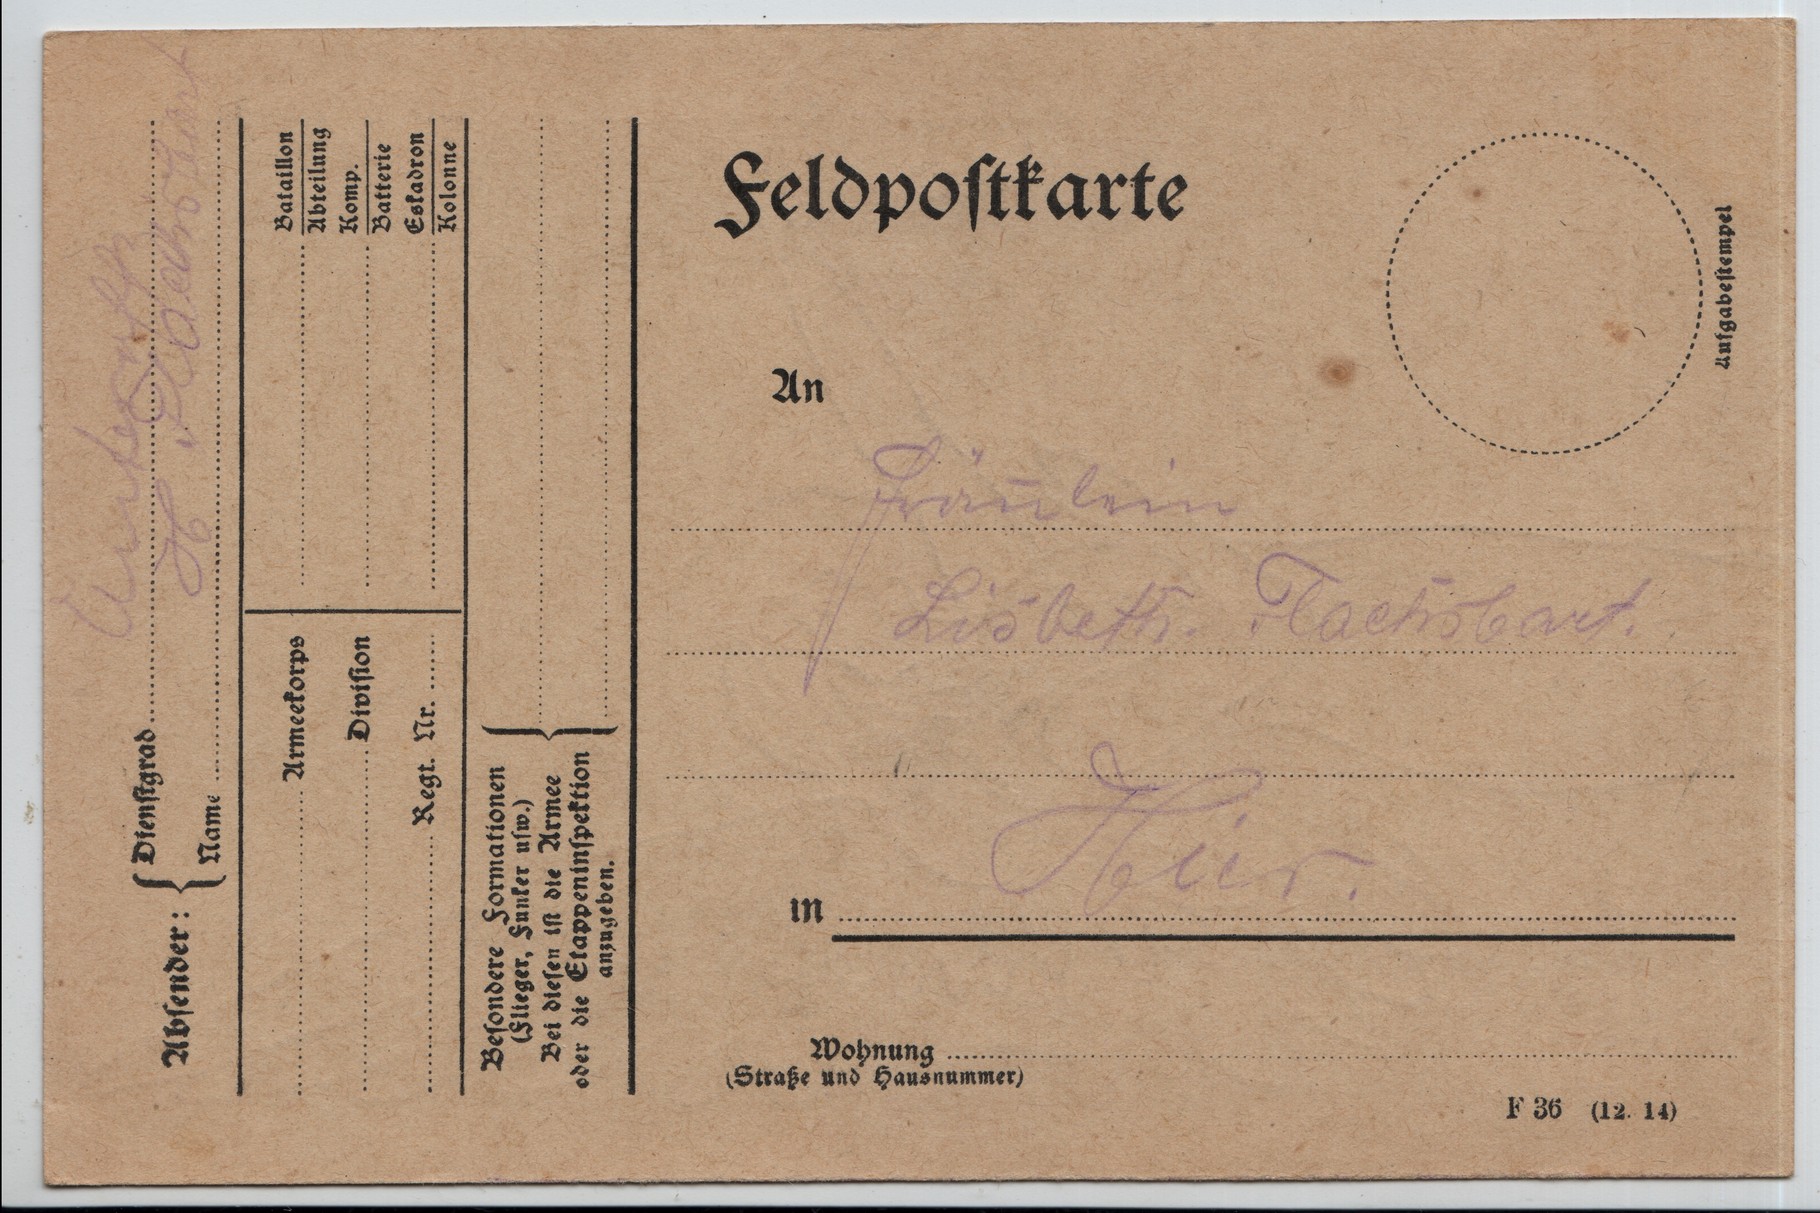 Feldpostkarte
Aufgabestempel
An
Fräulein
Lisbeth. Flachsbart.
in Hier.
Wohnung
(Straße und Hausnummer)
F 36 (12. 14)
Absender:
Dienstgrad
Name H. Flachsbart
Armeekorps
Division
Regt. Nr.
Bataillon
Abteilung
Komp.
Batterie
Eskadron
Kolonne
Besondere Formationen
(Flieger, Funker usw.)
Bei diesen ist die Armee
oder die Etappeninspektion
anzugeben.